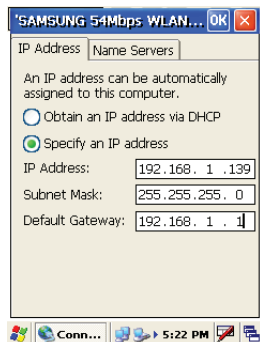 'SAMSUNG 54Mbps WLAN... OK ×
IP Address Name Servers
An IP address can be automatically
assigned to this computer.
Obtain an IP address via DHCP
Specify an IP address
IP Address: 192.168. 1 .139
Subnet Mask: 255.255.255. 0
Default Gateway: 192.168. 1 . 1
Conn... 5:22 PM